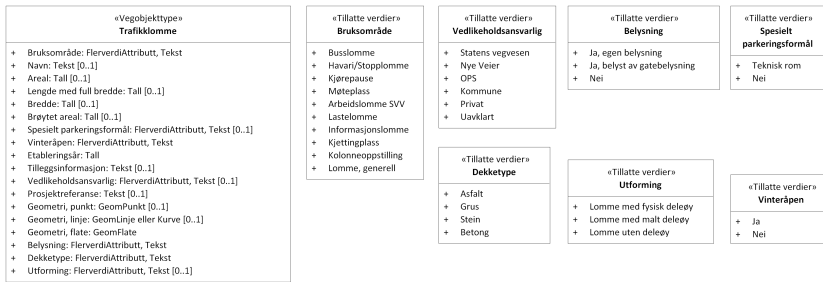 «Vegobjekttype»
Trafikklomme
+ Bruksområde: FlerverdiAttributt, Tekst
+ Navn: Tekst [0..1]
+ Areal: Tall [0..1]
+ Lengde med full bredde: Tall [0..1]
+ Bredde: Tall [0..1]
+ Brøytet areal: Tall [0..1]
+ Spesielt parkeringsformål: FlerverdiAttributt, Tekst [0..1]
+ Vinteråpen: FlerverdiAttributt, Tekst
+ Etableringsår: Tall
+ Tilleggsinformasjon: Tekst [0..1]
+ Vedlikeholdsansvarlig: FlerverdiAttributt, Tekst [0..1]
+ Prosjektreferanse: Tekst [0..1]
+ Geometri, punkt: GeomPunkt [0..1]
+ Geometri, linje: GeomLinje eller Kurve [0..1]
+ Geometri, flate: GeomFlate
+ Belysning: FlerverdiAttributt, Tekst
+ Dekketype: FlerverdiAttributt, Tekst
+ Utforming: FlerverdiAttributt, Tekst [0..1]
«Tillatte verdier»
Bruksområde
+ Busslomme
+ Havari/Stopplomme
+ Kjørepause
+ Møteplass
+ Arbeidslomme SVV
+ Lastelomme
+ Informasjonslomme
+ Kjettingplass
+ Kolonneoppstilling
+ Lomme, generell
«Tillatte verdier»
Vedlikeholdsansvarlig
+ Statens vegvesen
+ Nye Veier
+ OPS
+ Kommune
+ Privat
+ Uavklart
«Tillatte verdier»
Belysning
+ Ja, egen belysning
+ Ja, belyst av gatebelysning
+ Nei
«Tillatte verdier»
Spesielt
parkeringsformål
+ Teknisk rom
+ Nei
«Tillatte verdier»
Dekketype
+ Asfalt
+ Grus
+ Stein
+ Betong
«Tillatte verdier»
Utforming
+ Lomme med fysisk deleøy
+ Lomme med malt deleøy
+ Lomme uten deleøy
«Tillatte verdier»
Vinteråpen
+ Ja
+ Nei